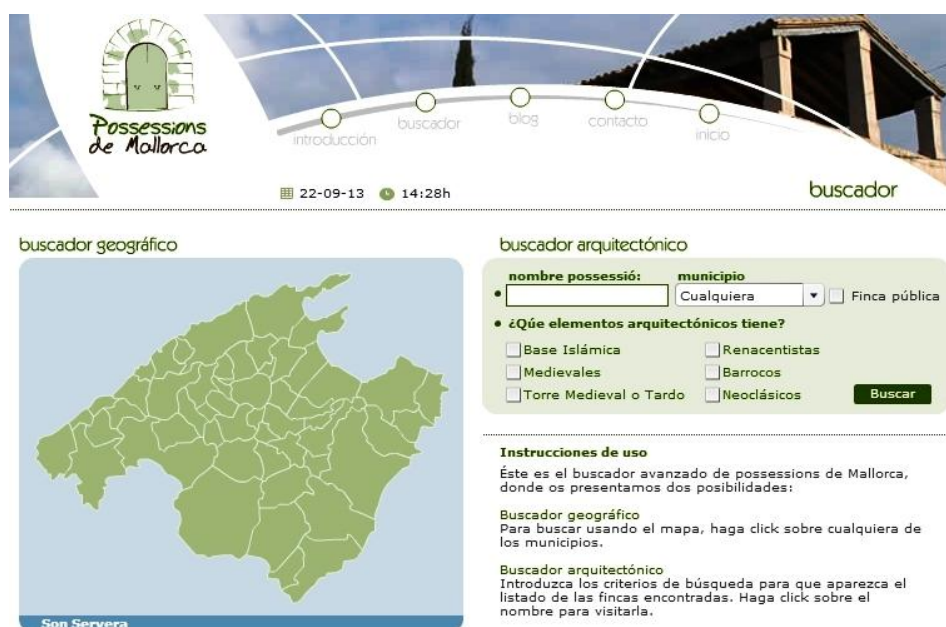 Possessions
de Mallorca
introducción
buscador
blog
contacto
inicio
22-09-13 14:28h
buscador
buscador geográfico
Son Servera
buscador arquitectónico
nombre possessió: municipio
Cualquiera Finca pública
¿Qúe elementos arquitectónicos tiene?
Base Islámica Renacentistas
Medievales Barrocos
Torre Medieval o Tardo Neoclásicos Buscar
Instrucciones de uso
Éste es el buscador avanzado de possessions de Mallorca,
donde os presentamos dos posibilidades:
Buscador geográfico
Para buscar usando el mapa, haga click sobre cualquiera de
los municipios.
Buscador arquitectónico
Introduzca los criterios de búsqueda para que aparezca el
listado de las fincas encontradas. Haga click sobre el
nombre para visitarla.